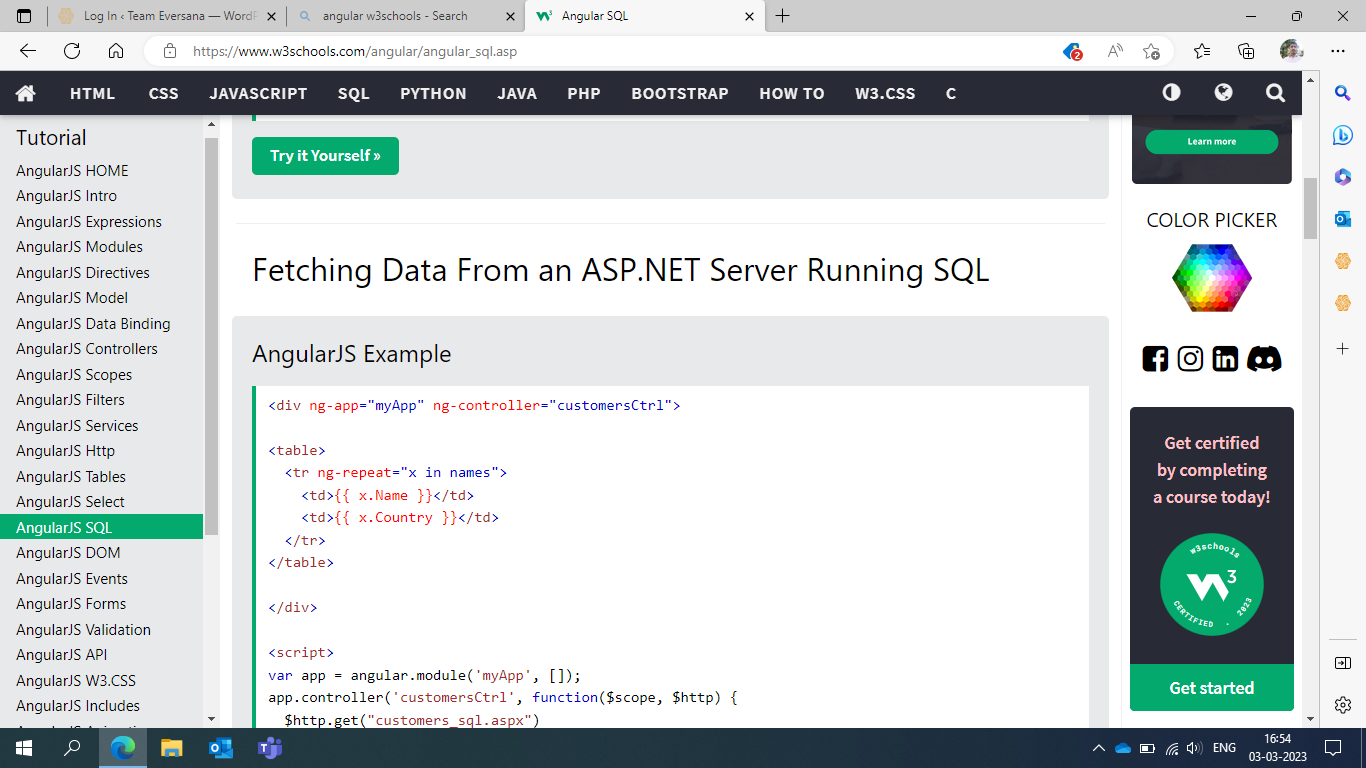 Log In ‹ Team Eversana — WordP
angular w3schools - Search
Angular SQL
https://www.w3schools.com/angular/angular_sql.asp
2
HTML
CSS
JAVASCRIPT
SQL
PYTHON
JAVA
PHP
BOOTSTRAP
HOW TO
W3.CSS
C
Tutorial
AngularJS HOME
AngularJS Intro
AngularJS Expressions
AngularJS Modules
AngularJS Directives
AngularJS Model
AngularJS Data Binding
AngularJS Controllers
AngularJS Scopes
AngularJS Filters
AngularJS Services
AngularJS Http
AngularJS Tables
AngularJS Select
AngularJS SQL
AngularJS DOM
AngularJS Events
AngularJS Forms
AngularJS Validation
AngularJS API
AngularJS W3.CSS
AngularJS Includes
Try it Yourself »
Fetching Data From an ASP.NET Server Running SQL
AngularJS Example
<div ng-app="myApp" ng-controller="customersCtrl">
<table>
<tr ng-repeat="x in names">
<td>{{ x.Name }}</td>
<td>{{ x.Country }}</td>
</tr>
</table>
</div>
<script>
var app = angular.module('myApp', []);
app.controller('customersCtrl', function($scope, $http) {
$http.get("customers_sql.aspx")
Learn more
COLOR PICKER
Get certified
by completing
a course today!
w3schools
3
CERTIFIED . 2023
Get started
ENG
16:54
03-03-2023